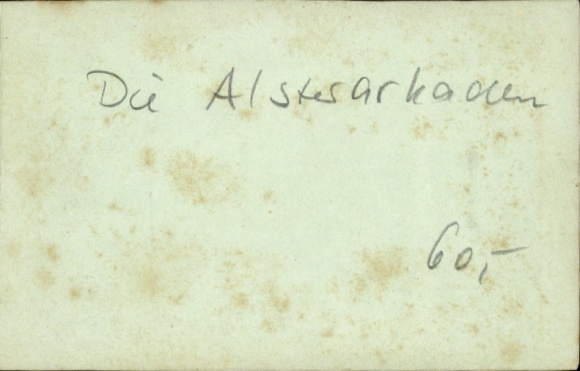 Die Alsterarkaden
60,-